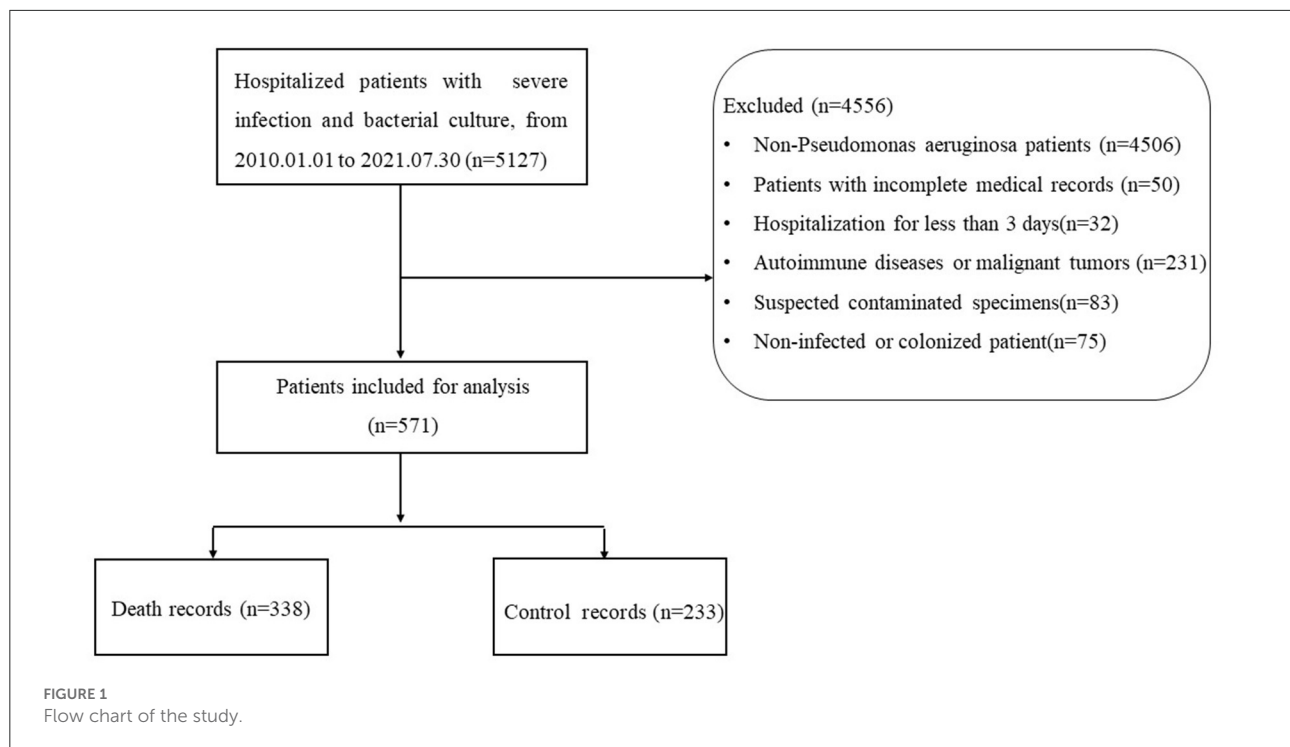 Hospitalized patients with severe
infection and bacterial culture, from
2010.01.01 to 2021.07.30 (n=5127)
Excluded (n=4556)
• Non-Pseudomonas aeruginosa patients (n=4506)
• Patients with incomplete medical records (n=50)
• Hospitalization for less than 3 days(n=32)
• Autoimmune diseases or malignant tumors (n=231)
• Suspected contaminated specimens(n=83)
• Non-infected or colonized patient(n=75)
Patients included for analysis
(n=571)
Death records (n=338)
Control records (n=233)
FIGURE 1
Flow chart of the study.